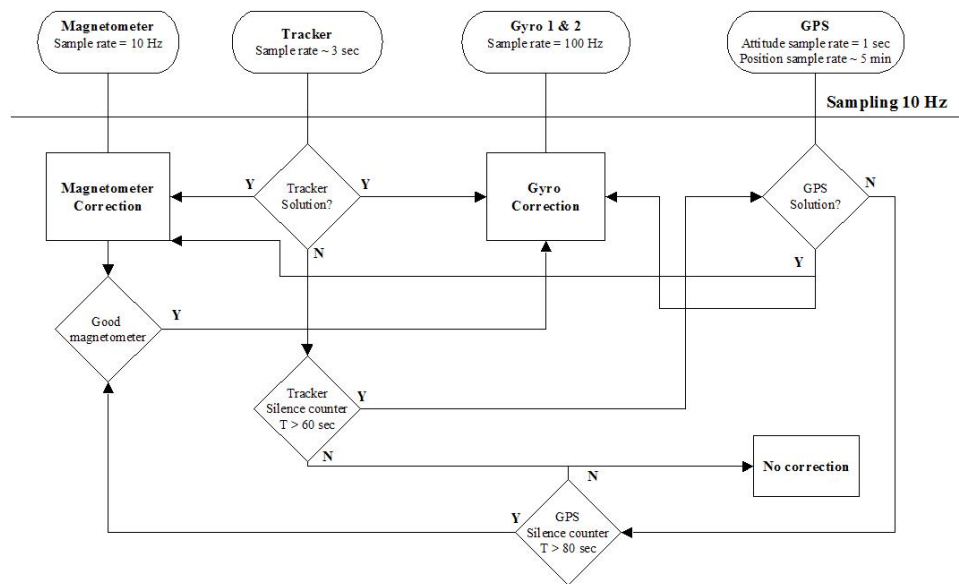 Magnetometer
Sample rate = 10 Hz
Tracker
Sample rate ~ 3 sec
Gyro 1 & 2
Sample rate = 100 Hz
GPS
Attitude sample rate = 1 sec
Position sample rate ~ 5 min
Sampling 10 Hz
Magnetometer
Correction
Y
Tracker
Solution?
Y
N
Gyro
Correction
GPS
Solution?
N
Y
Good
magnetometer
Y
Tracker
Silence counter
T > 60 sec
Y
N
No correction
N
Y
GPS
Silence counter
T > 80 sec